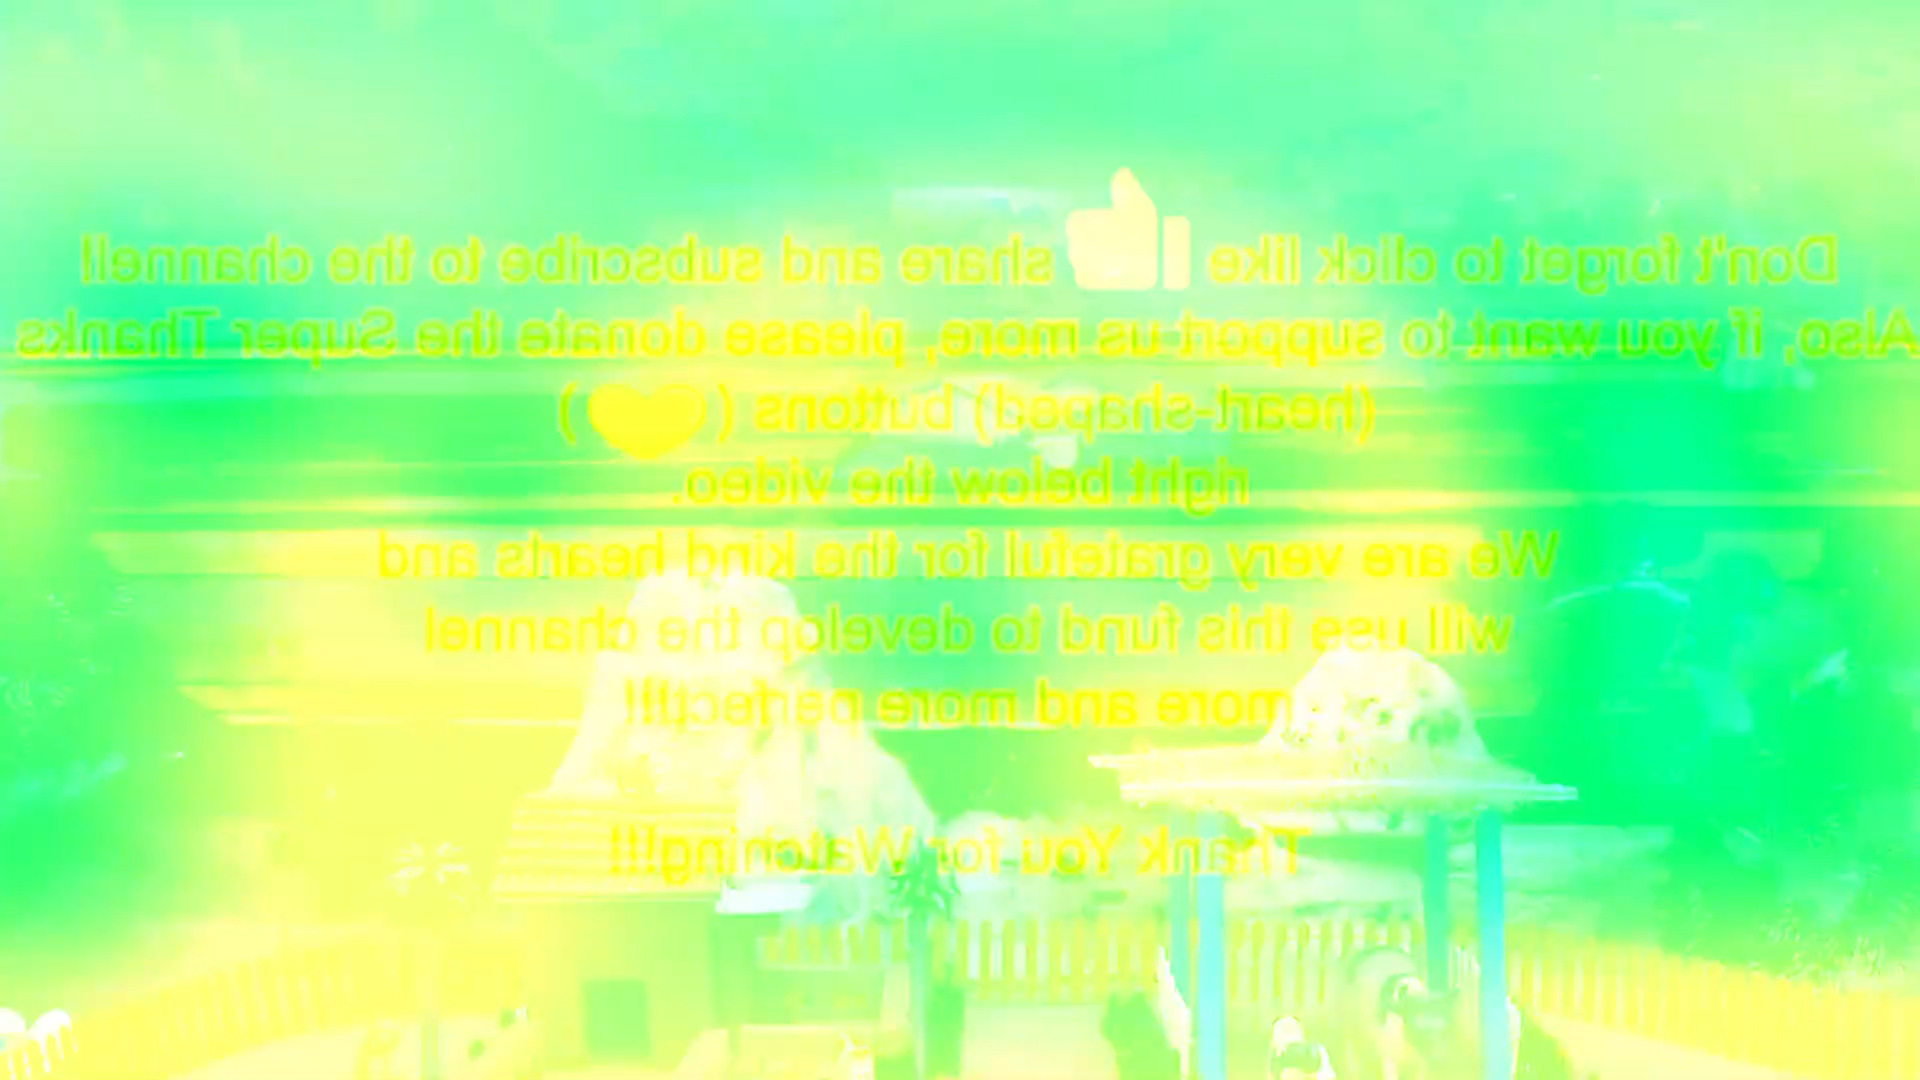 Don't forget to click like share and subscribe to the channel!
Also, if you want to support us more, please donate the Super Thanks
(heart-shaped) buttons ( )
right below the video.
We are very grateful for the kind hearts and
will use this fund to develop the channel
more and more perfect!!!
Thank You for Watching!!!